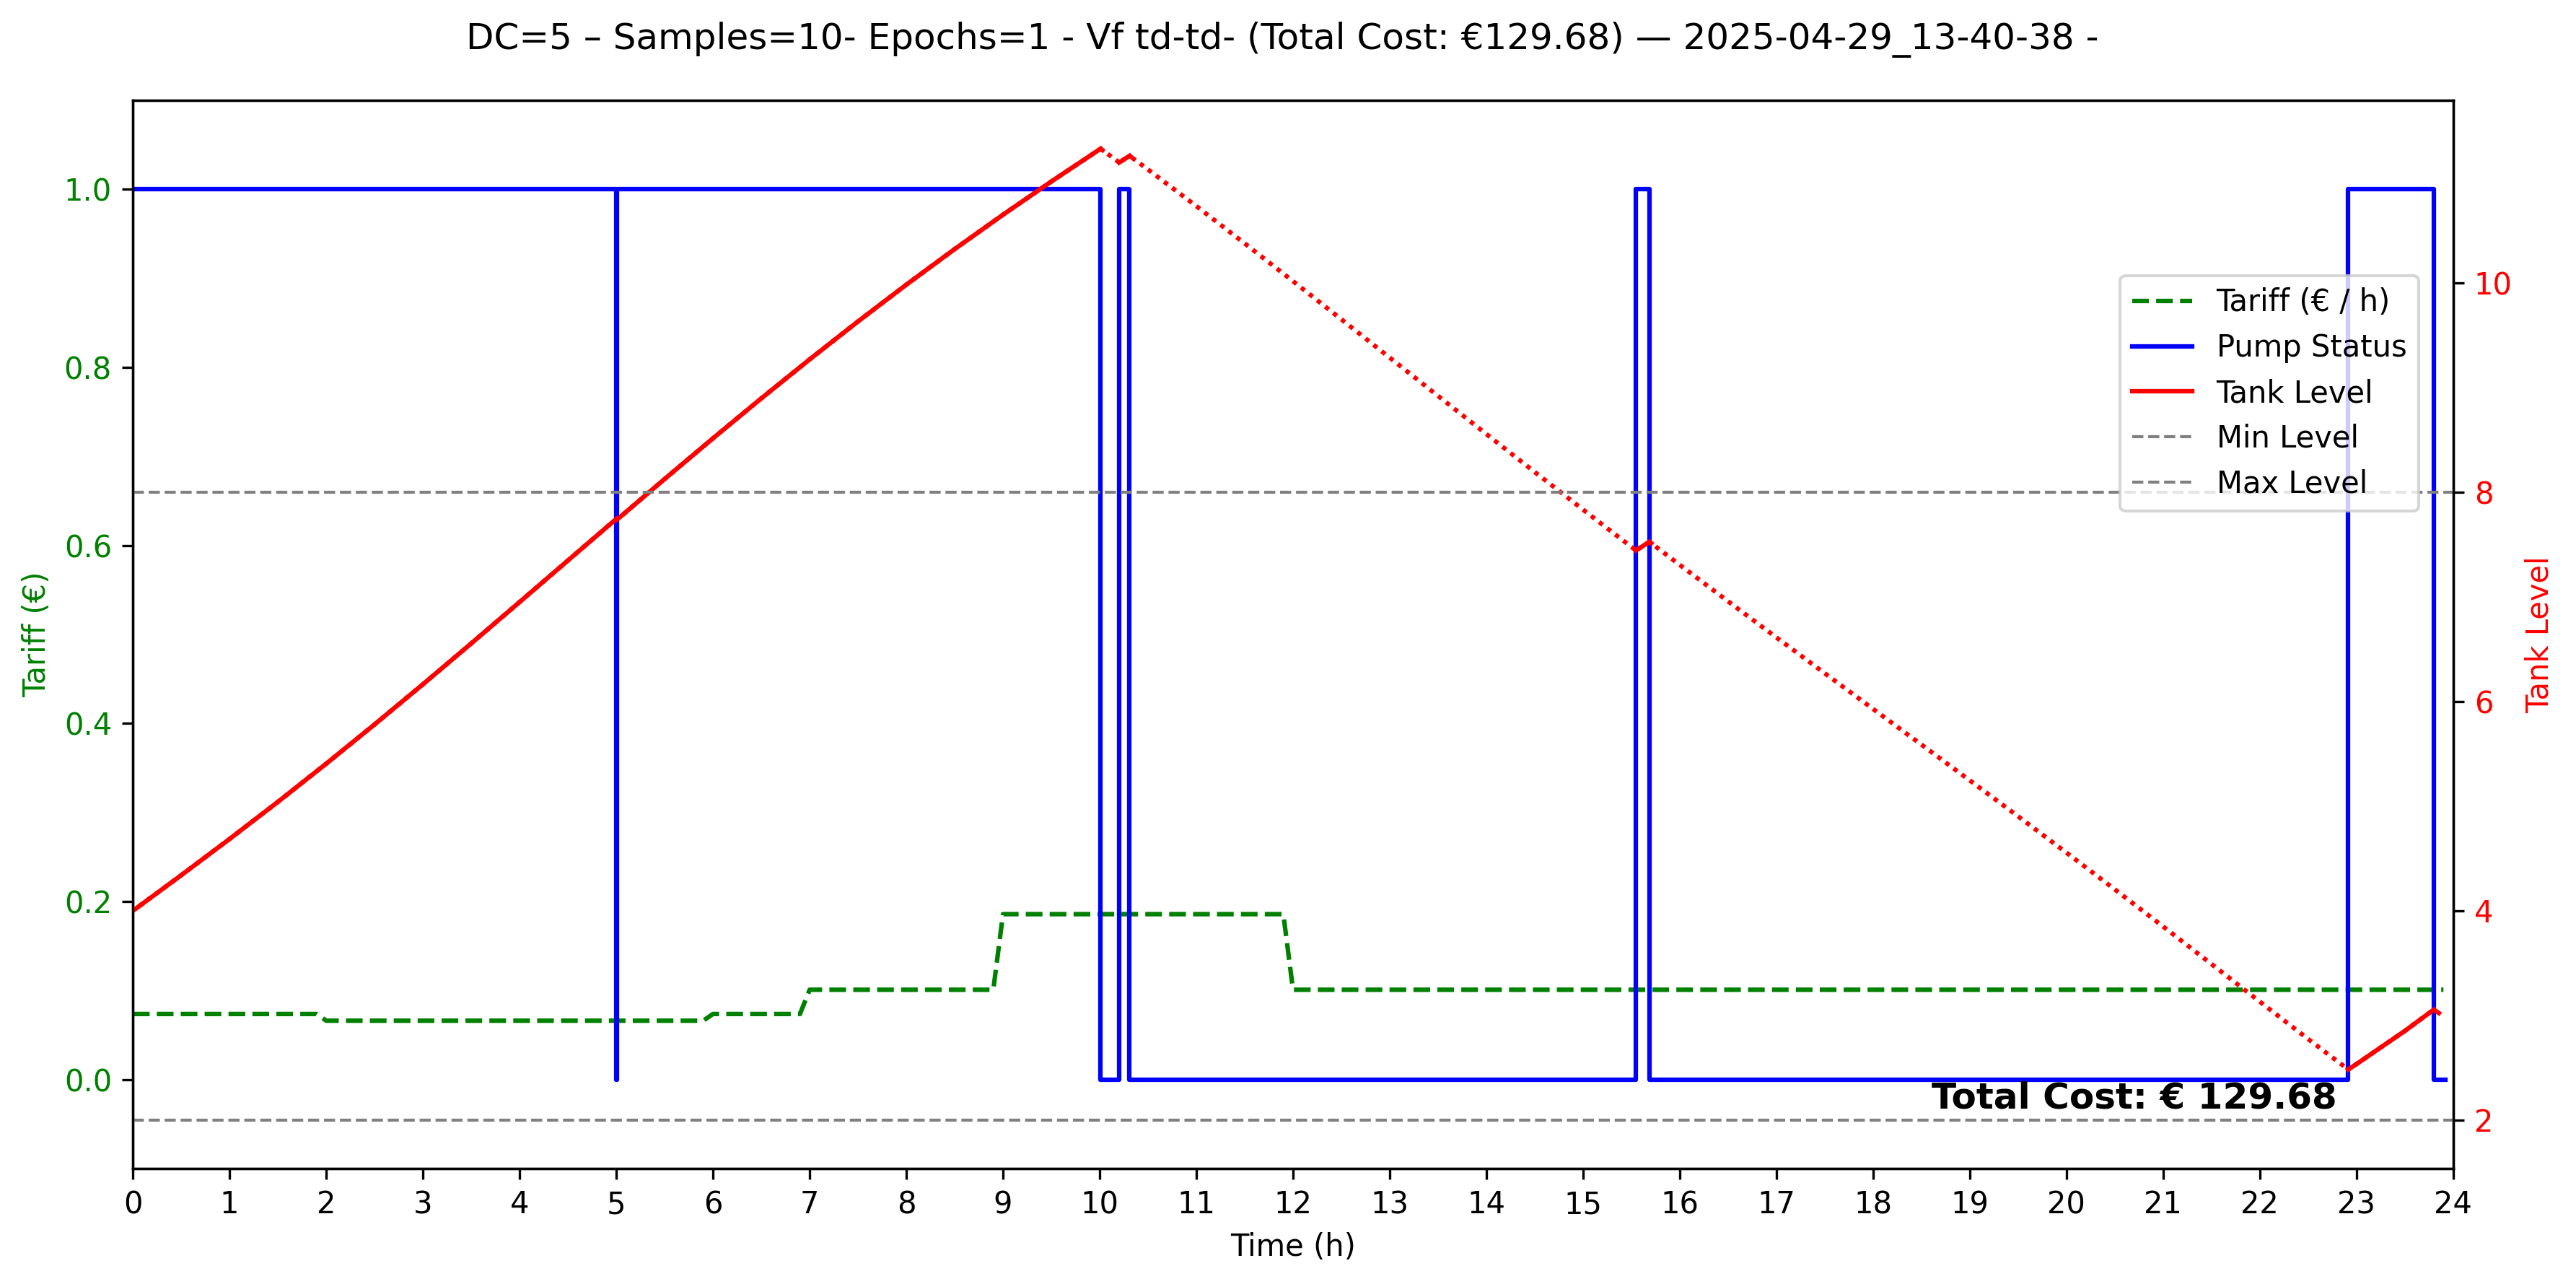 DC=5 – Samples=10- Epochs=1 - Vf td-td- (Total Cost: €129.68) — 2025-04-29_13-40-38 -
1.0
0.8
0.6
0.4
0.2
0.0
Tariff (€)
10
8
6
4
2
Tank Level
Tariff (€ / h)
Pump Status
Tank Level
Min Level
Max Level
Total Cost: € 129.68
0 1 2 3 4 5 6 7 8 9 10 11 12 13 14 15 16 17 18 19 20 21 22 23 24
Time (h)